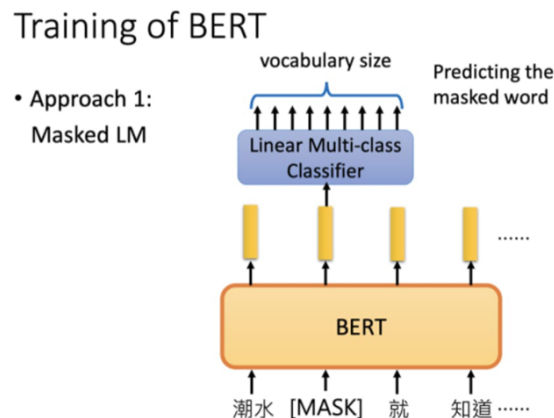 Training of BERT
• Approach 1:
Masked LM
vocabulary size
Predicting the
masked word
Linear Multi-class
Classifier
......
BERT
潮水 [MASK] 就 知道 ......